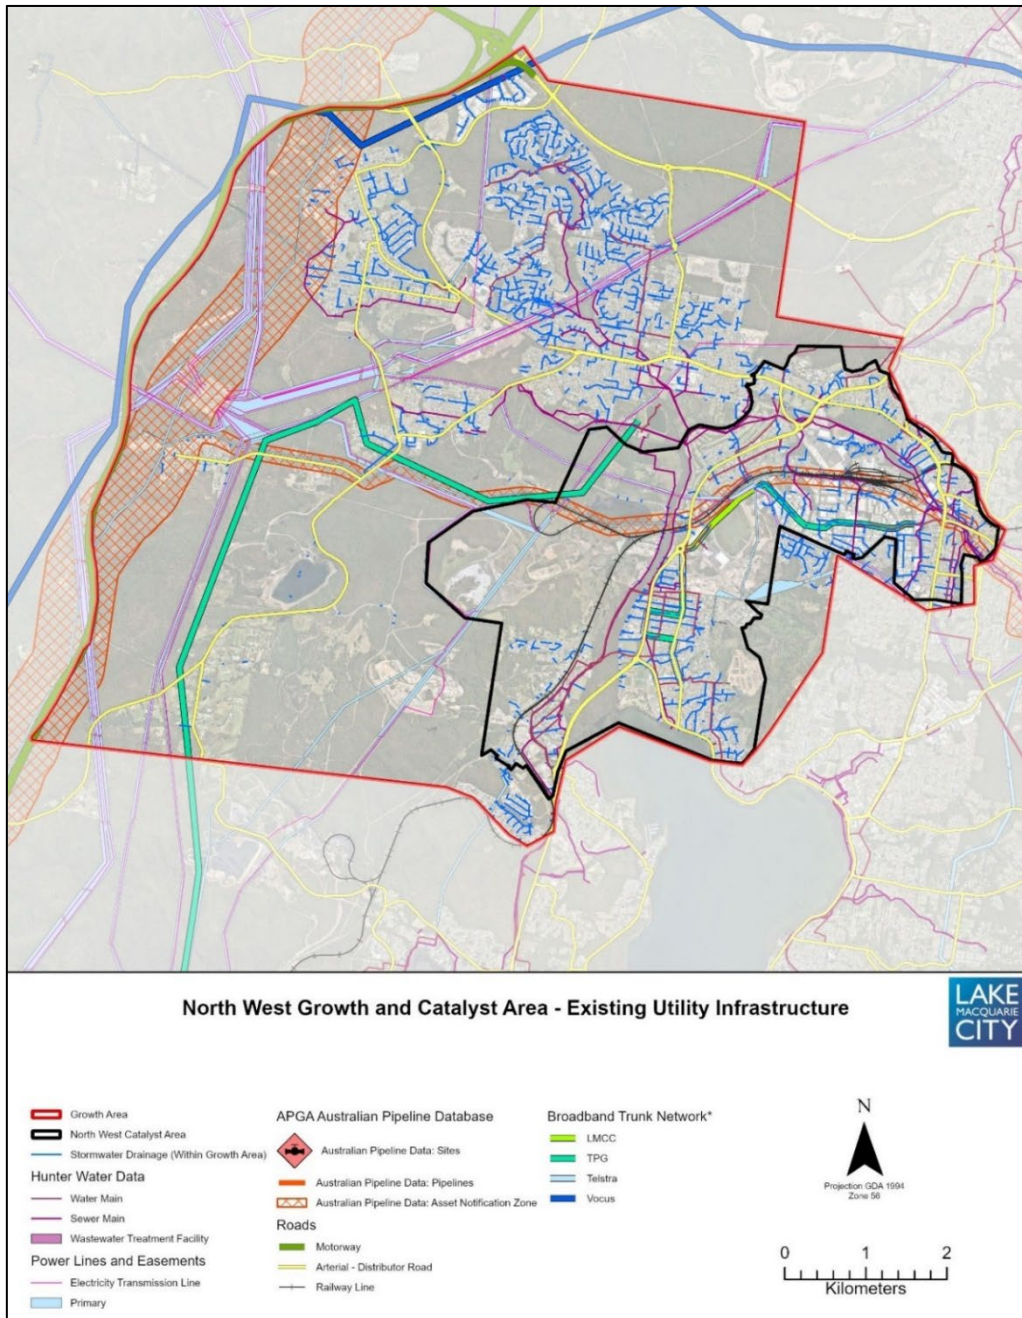 North West Growth and Catalyst Area - Existing Utility Infrastructure
LAKE
MACQUARIE
CITY
Growth Area
North West Catalyst Area
Stormwater Drainage (Within Growth Area)
Hunter Water Data
Water Main
Sewer Main
Wastewater Treatment Facility
Power Lines and Easements
Electricity Transmission Line
Primary
APGA Australian Pipeline Database
Australian Pipeline Data: Sites
Australian Pipeline Data: Pipelines
Australian Pipeline Data: Asset Notification Zone
Roads
Motorway
Arterial - Distributor Road
Railway Line
Broadband Trunk Network*
LMCC
TPG
Telstra
Vocus
N
Projection GDA 1994
Zone 56
0 1 2
Kilometers